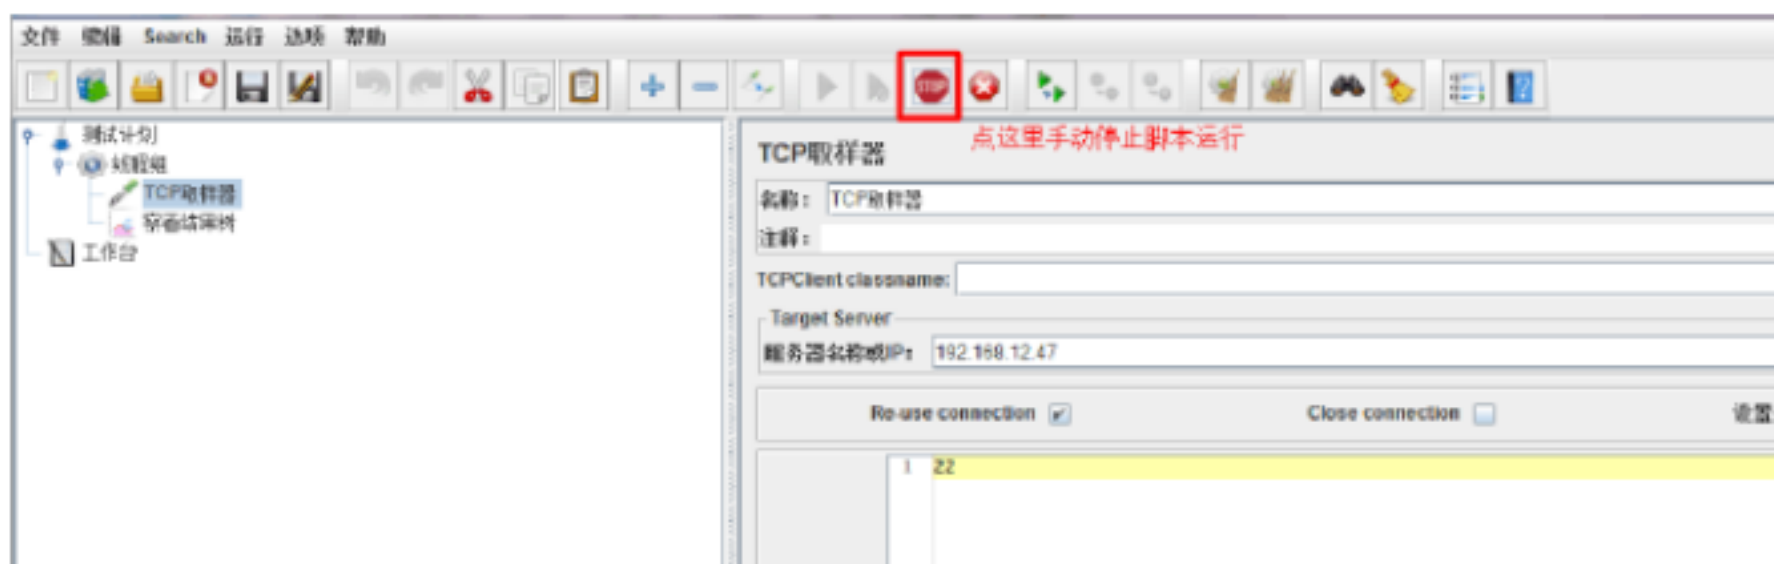 文件 编辑 Search 运行 选项 帮助
STOP
点这里手动停止脚本运行
测试计划
线程组
TCP取样器
察看结果树
工作台
TCP取样器
名称： TCP取样器
注释：
TCPClient classname:
Target Server
服务器名称或IP： 192.168.12.47
Re-use connection Close connection 设置
1 22